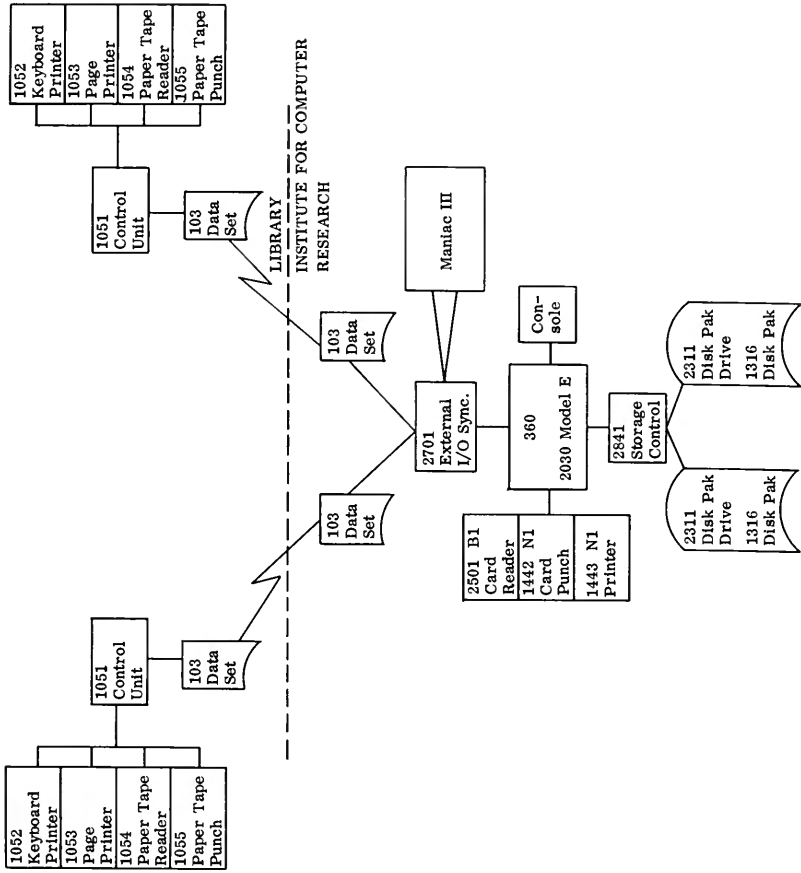 1052
Keyboard
Printer
1053
Page
Printer
1054
Paper Tape
Reader
1055
Paper Tape
Punch
1051
Control
Unit
103
Data
Set
1052
Keyboard
Printer
1053
Page
Printer
1054
Paper Tape
Reader
1055
Paper Tape
Punch
1051
Control
Unit
103
Data
Set
LIBRARY
INSTITUTE FOR COMPUTER
RESEARCH
103
Data
Set
103
Data
Set
2701
External
I/O Sync.
Maniac III
2501 B1
Card
Reader
1442 N1
Card
Punch
1443 N1
Printer
360
2030 Model E
Con-
sole
2841
Storage
Control
2311
Disk Pak
Drive
1316
Disk Pak
2311
Disk Pak
Drive
1316
Disk Pak